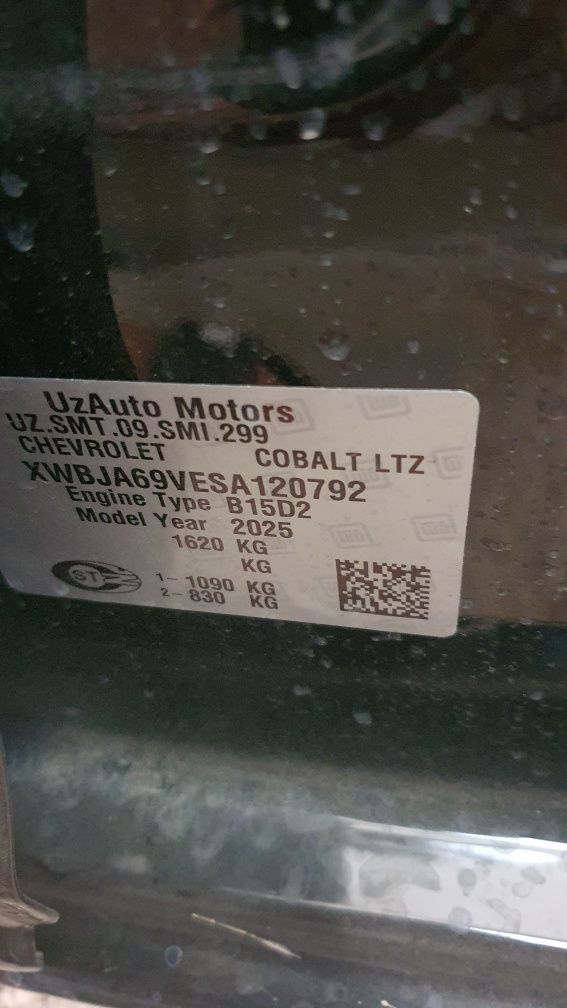 UzAuto Motors
UZ.SMT.09.SMI.299
CHEVROLET COBALT LTZ
XWBJA69VESA120792
Engine Type B15D2
Model Year 2025
1620 KG
KG
1- 1090 KG
2- 830 KG
ST